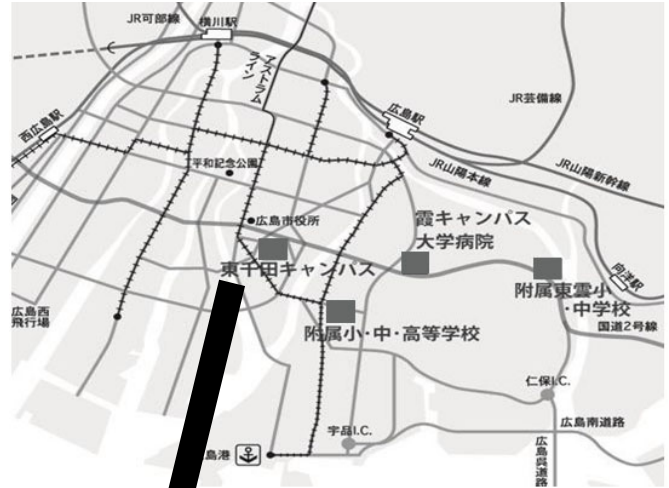 JR可部線
横川駅
アストラム
ライン
西広島駅
広島駅
JR芸備線
平和記念公園
JR山陽本線
JR山陽新幹線
広島市役所
霞キャンパス
大学病院
東千田キャンパス
向洋駅
附属東雲小
・中学校
広島西
飛行場
附属小・中・高等学校
国道2号線
仁保I.C.
宇品I.C.
広島南道路
島港
広島呉道路